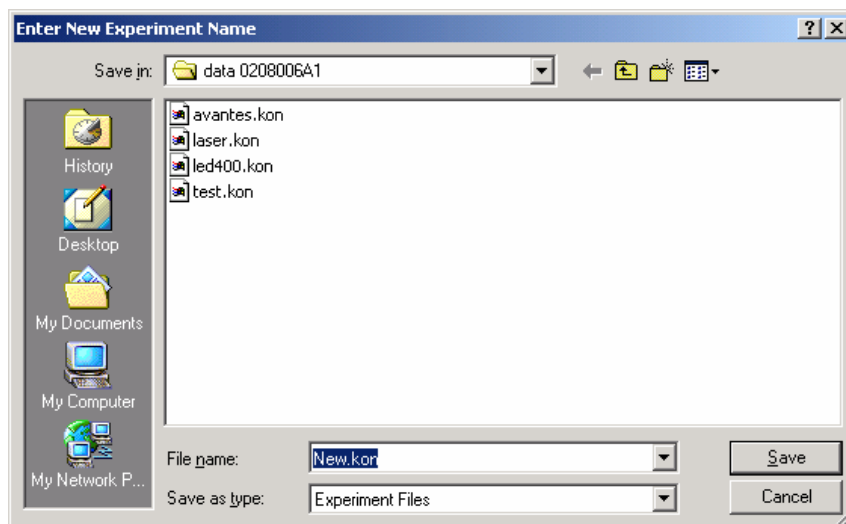 Enter New Experiment Name
Save in: data 0208006A1
avantes.kon
laser.kon
led400.kon
test.kon
History
Desktop
My Documents
My Computer
My Network P...
File name: New.kon Save
Save as type: Experiment Files Cancel